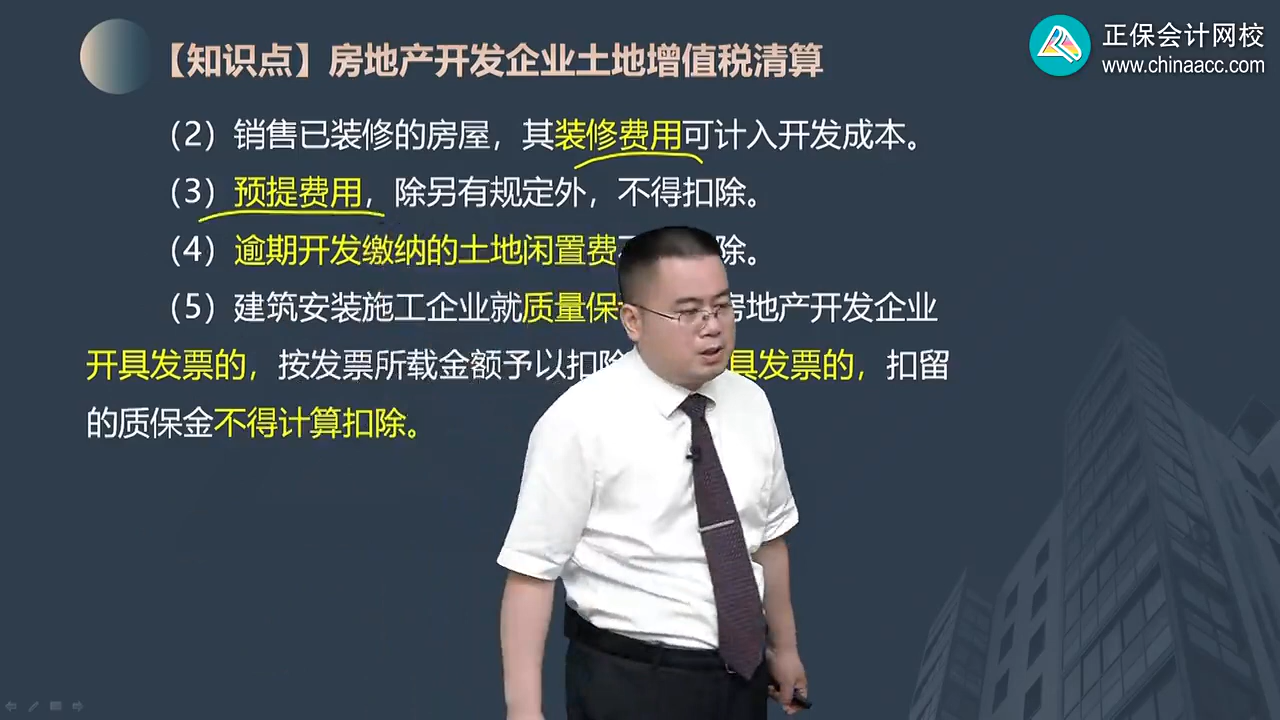 【知识点】房地产开发企业土地增值税清算
正保会计网校
www.chinaacc.com
（2）销售已装修的房屋，其装修费用可计入开发成本。
（3）预提费用，除另有规定外，不得扣除。
（4）逾期开发缴纳的土地闲置费 除。
（5）建筑安装施工企业就质量保 房地产开发企业
开具发票的，按发票所载金额予以扣除 具发票的，扣留
的质保金不得计算扣除。